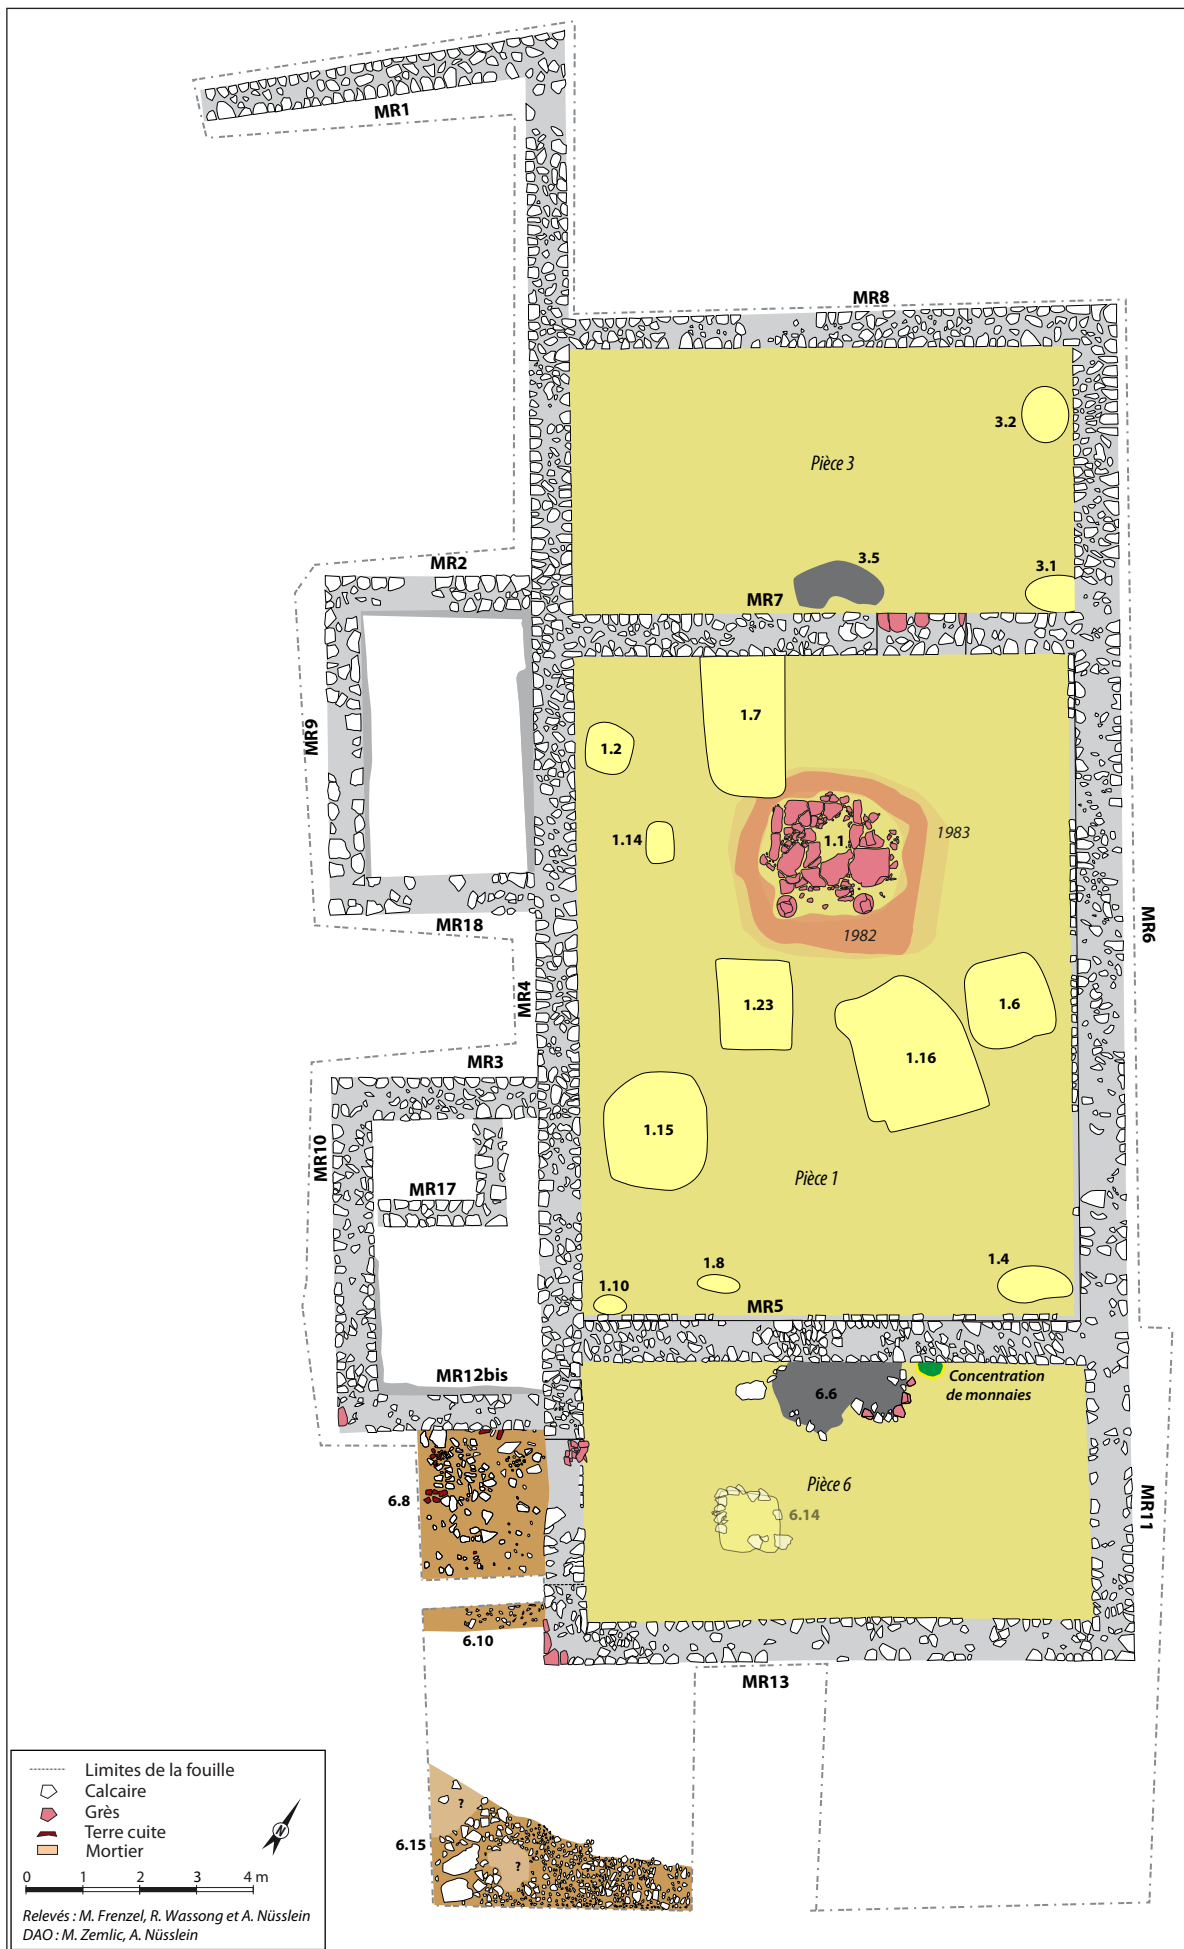 MR1
MR8
3.2
Pièce 3
MR2
3.5
3.1
MR7
MR9
1.7
1.2
1.14
1.1
1983
1982
MR18
MR6
MR4
1.23
1.6
MR3
1.16
MR10
1.15
Pièce 1
MR17
1.8
1.4
1.10
MR5
MR12bis
6.6
Concentration
de monnaies
Pièce 6
6.8
6.14
MR11
6.10
MR13
?
6.15
?
Limites de la fouille
Calcaire
Grès
Terre cuite
Mortier
N
0 1 2 3 4 m
Relevés : M. Frenzel, R. Wassong et A. Nüsslein
DAO : M. Zemlic, A. Nüsslein